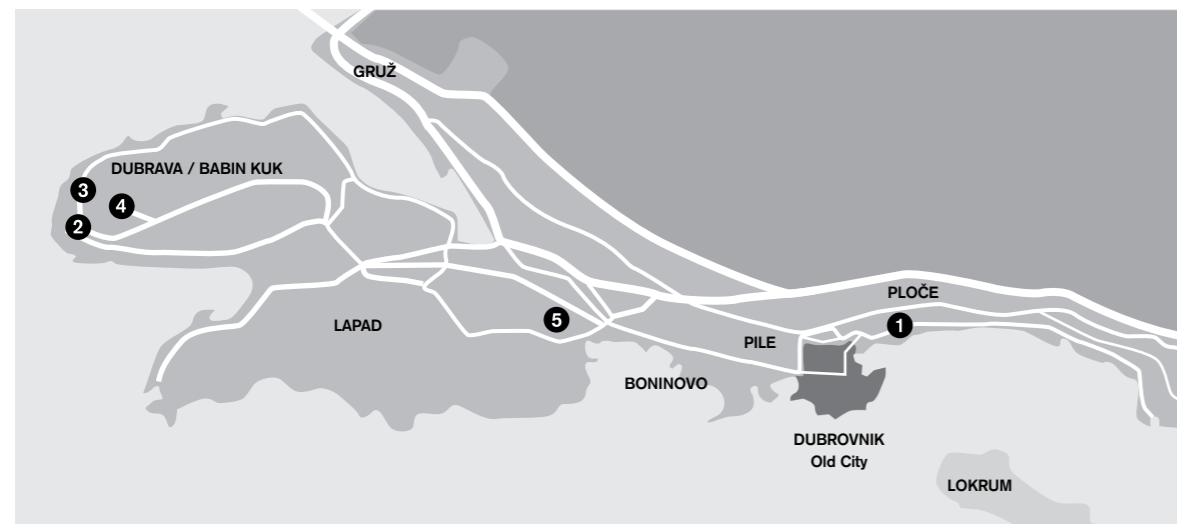 GRUŽ
DUBRAVA / BABIN KUK
3
4
2
PLOČE
1
5
LAPAD
PILE
BONINOVO
DUBROVNIK
Old City
LOKRUM